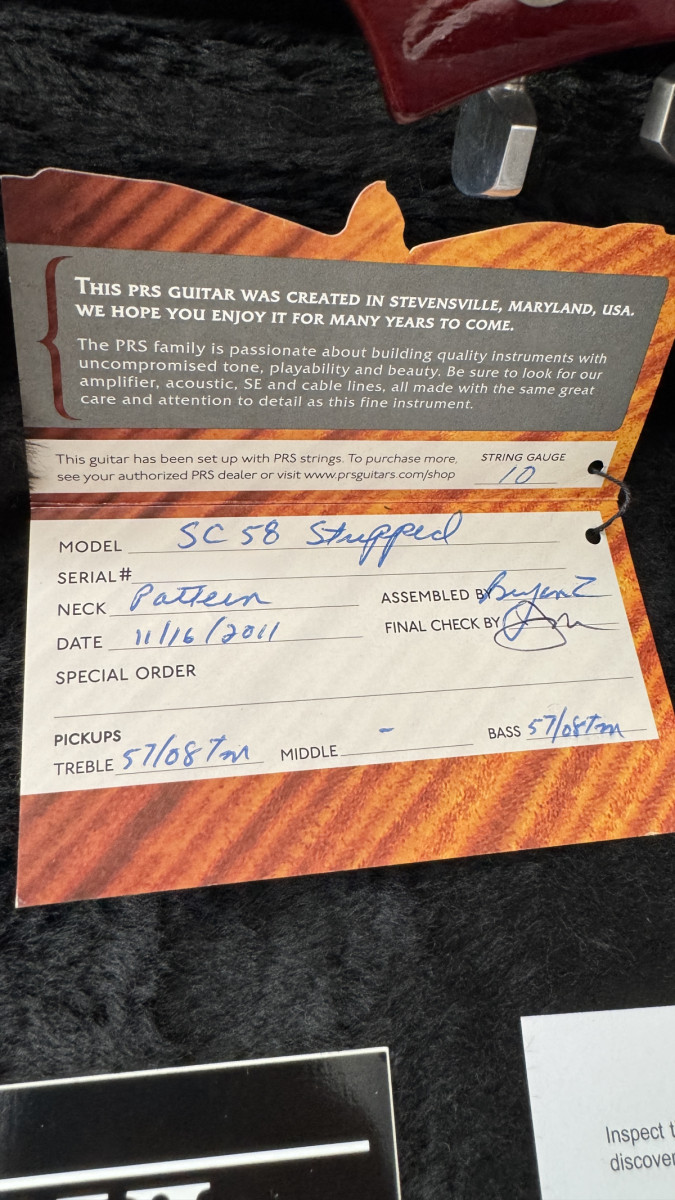 THIS PRS GUITAR WAS CREATED IN STEVENSVILLE, MARYLAND, USA.
WE HOPE YOU ENJOY IT FOR MANY YEARS TO COME.
The PRS family is passionate about building quality instruments with
uncompromised tone, playability and beauty. Be sure to look for our
amplifier, acoustic, SE and cable lines, all made with the same great
care and attention to detail as this fine instrument.
This guitar has been set up with PRS strings. To purchase more,
see your authorized PRS dealer or visit www.prsguitars.com/shop
STRING GAUGE
10
MODEL SC 58 Stripped
SERIAL#
NECK Pattern
ASSEMBLED BY
DATE 11/16/2011
FINAL CHECK BY
SPECIAL ORDER
PICKUPS
TREBLE 57/08 Tm MIDDLE - BASS 57/08 Tm
Inspect
discover